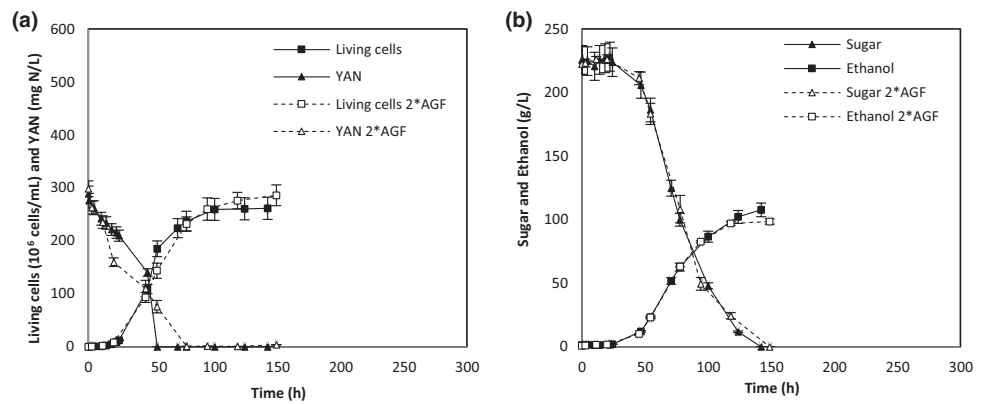 (a)
Living cells (10⁶ cells/mL) and YAN (mg N/L)
600
500
400
300
200
100
0
Living cells
YAN
Living cells 2*AGF
YAN 2*AGF
0 50 100 150 200 250 300
Time (h)
(b)
Sugar and Ethanol (g/L)
250
200
150
100
50
0
Sugar
Ethanol
Sugar 2*AGF
Ethanol 2*AGF
0 50 100 150 200 250 300
Time (h)